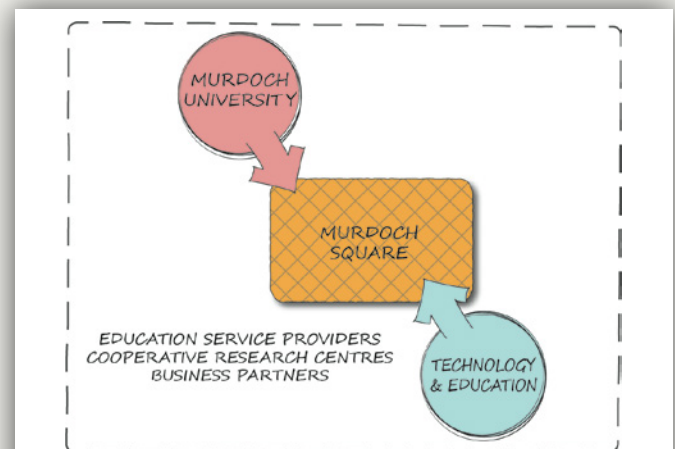 MURDOCH
UNIVERSITY
MURDOCH
SQUARE
EDUCATION SERVICE PROVIDERS
COOPERATIVE RESEARCH CENTRES
BUSINESS PARTNERS
TECHNOLOGY
& EDUCATION